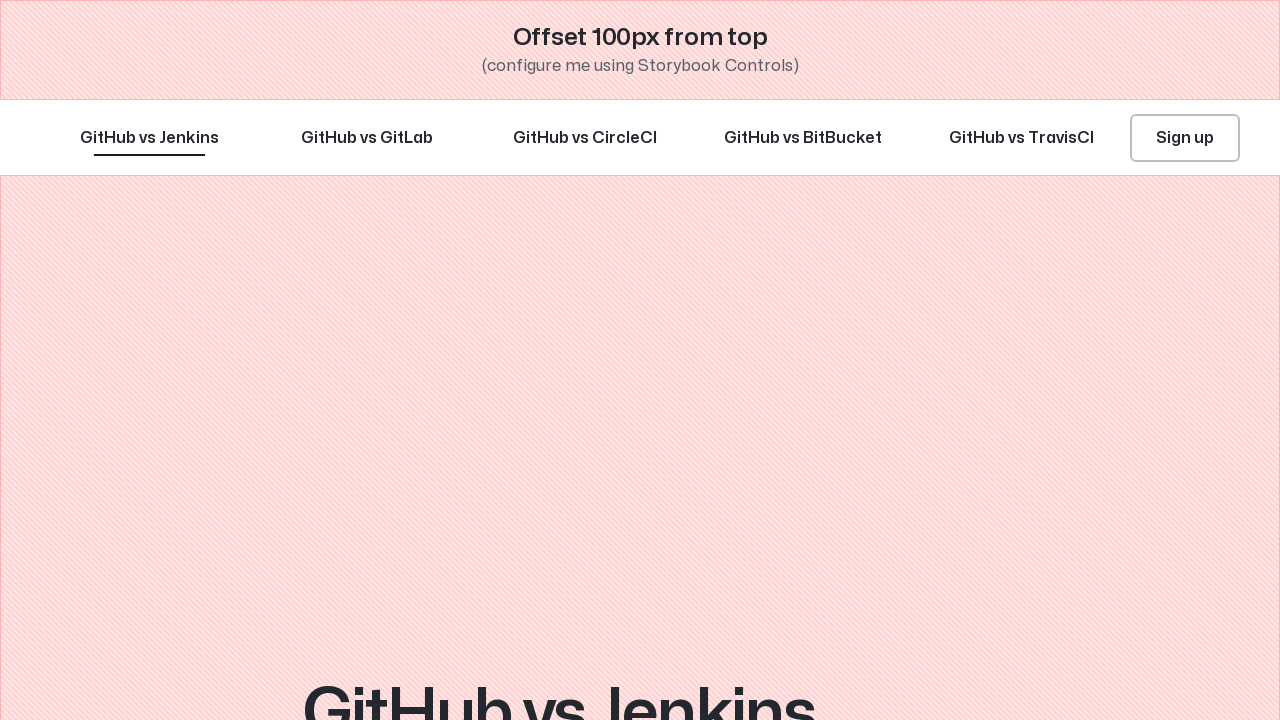 Offset 100px from top
(configure me using Storybook Controls)
GitHub vs Jenkins
GitHub vs GitLab
GitHub vs CircleCI
GitHub vs BitBucket
GitHub vs TravisCI
Sign up
GitHub vs Jenkins